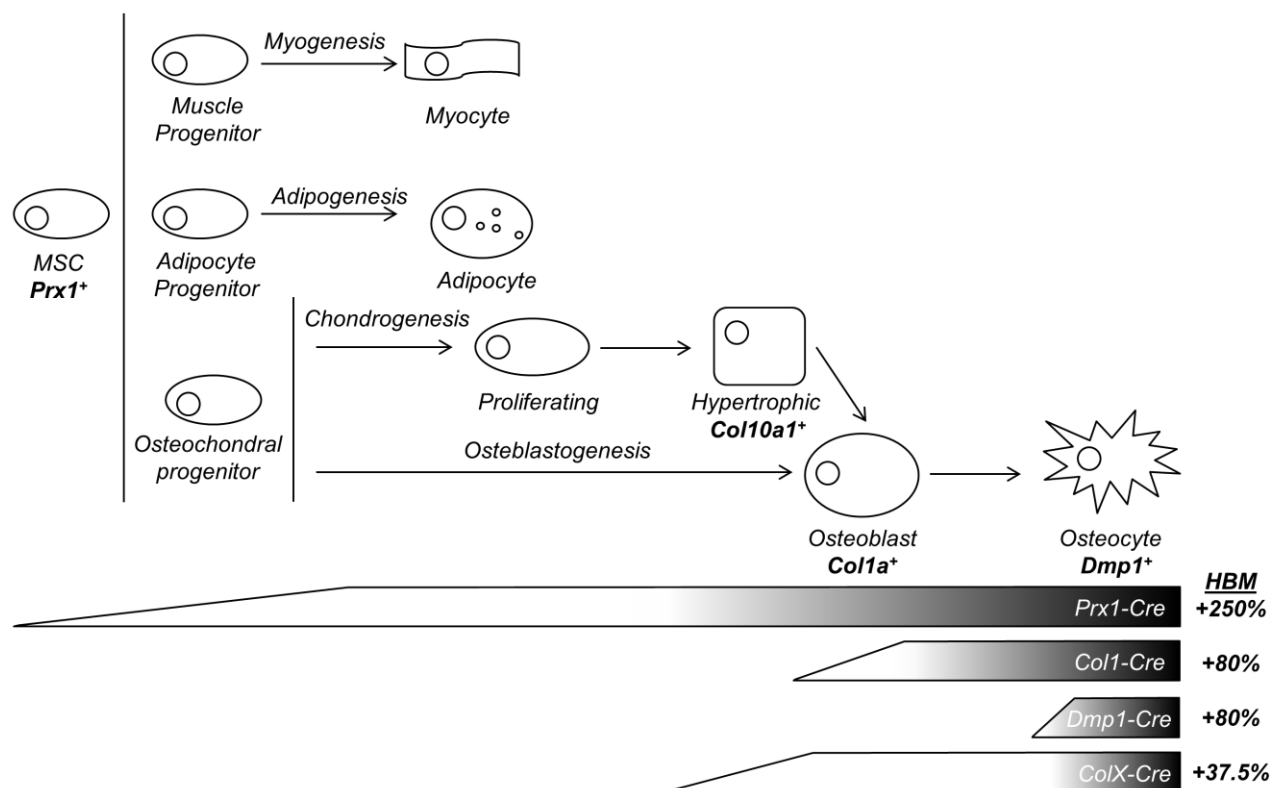 Myogenesis
Muscle
Progenitor
Myocyte
MSC
Prx1+
Adipogenesis
Adipocyte
Progenitor
Adipocyte
Osteochondral
progenitor
Chondrogenesis
Proliferating
Hypertrophic
Col10a1+
Osteblastogenesis
Osteoblast
Col1a+
Osteocyte
Dmp1+
HBM
Prx1-Cre +250%
Col1-Cre +80%
Dmp1-Cre +80%
ColX-Cre +37.5%